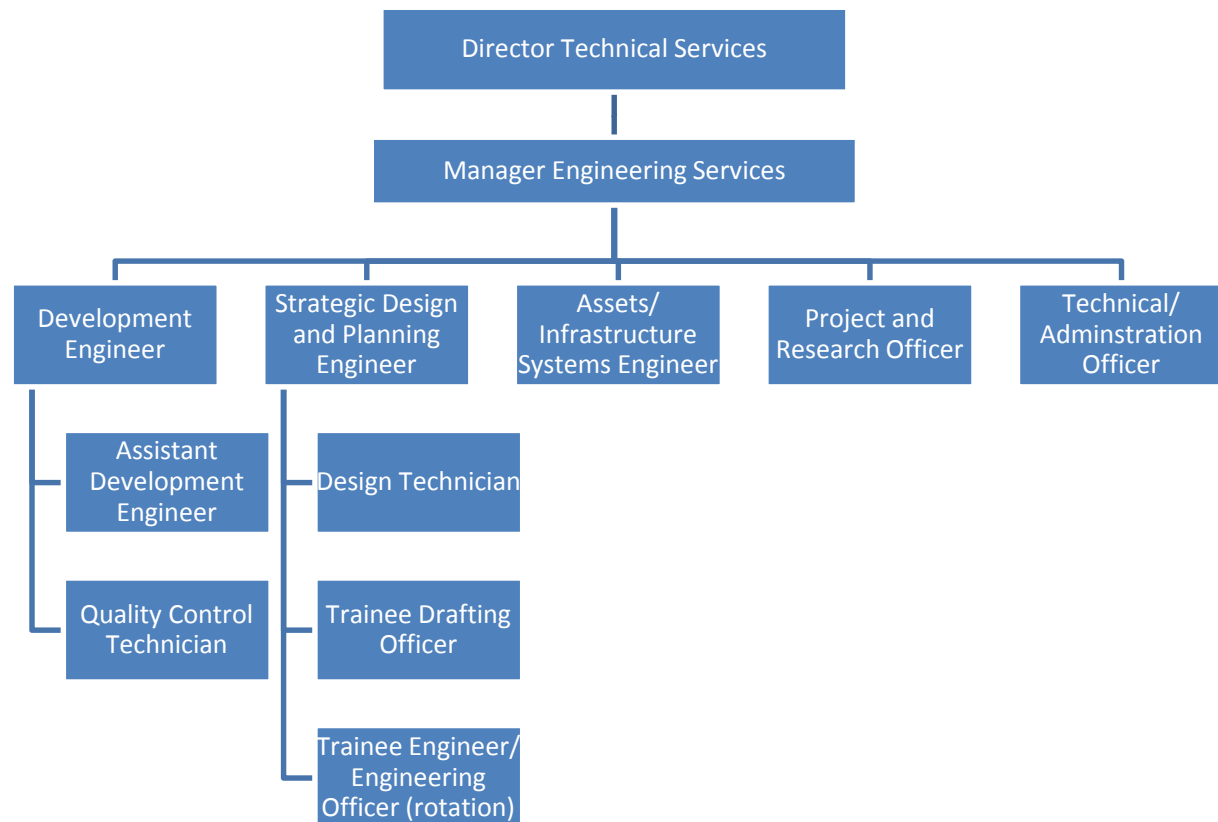 Director Technical Services
Manager Engineering Services
Development
Engineer
Strategic Design
and Planning
Engineer
Assets/
Infrastructure
Systems Engineer
Project and
Research Officer
Technical/
Adminstration
Officer
Assistant
Development
Engineer
Design Technician
Quality Control
Technician
Trainee Drafting
Officer
Trainee Engineer/
Engineering
Officer (rotation)